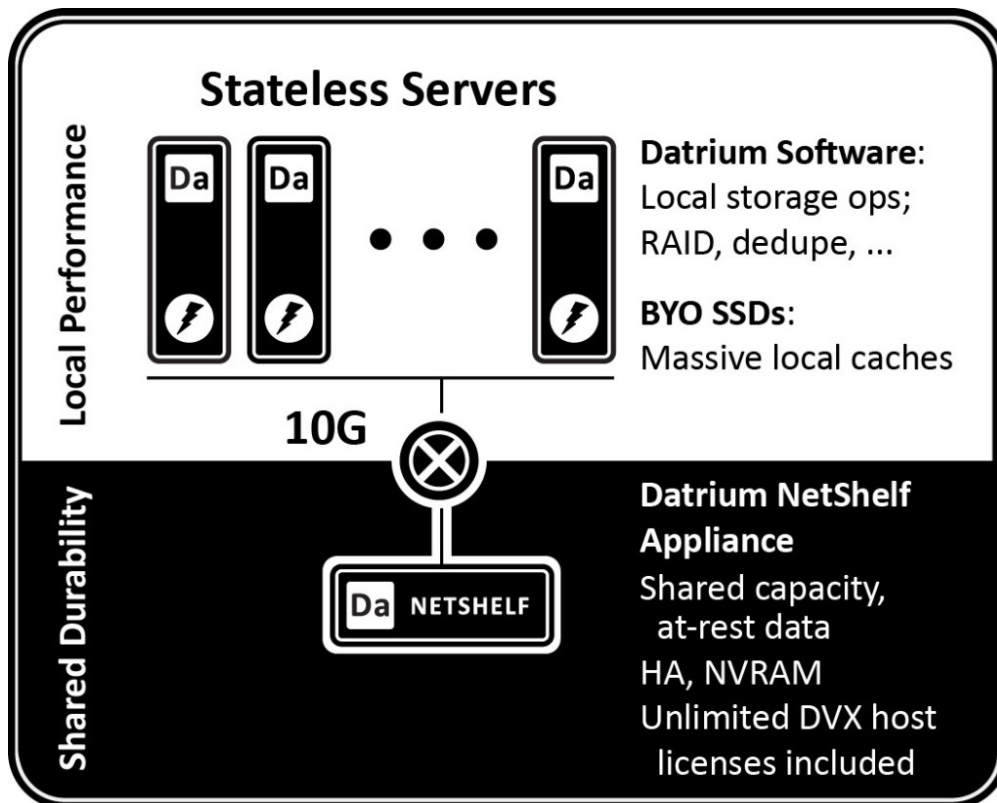 Stateless Servers
Local Performance
Da
Da
Da
Datrium Software:
Local storage ops;
RAID, dedupe, ...
BYO SSDs:
Massive local caches
10G
Shared Durability
Da NETSHELF
Datrium NetShelf
Appliance
Shared capacity,
at-rest data
HA, NVRAM
Unlimited DVX host
licenses included